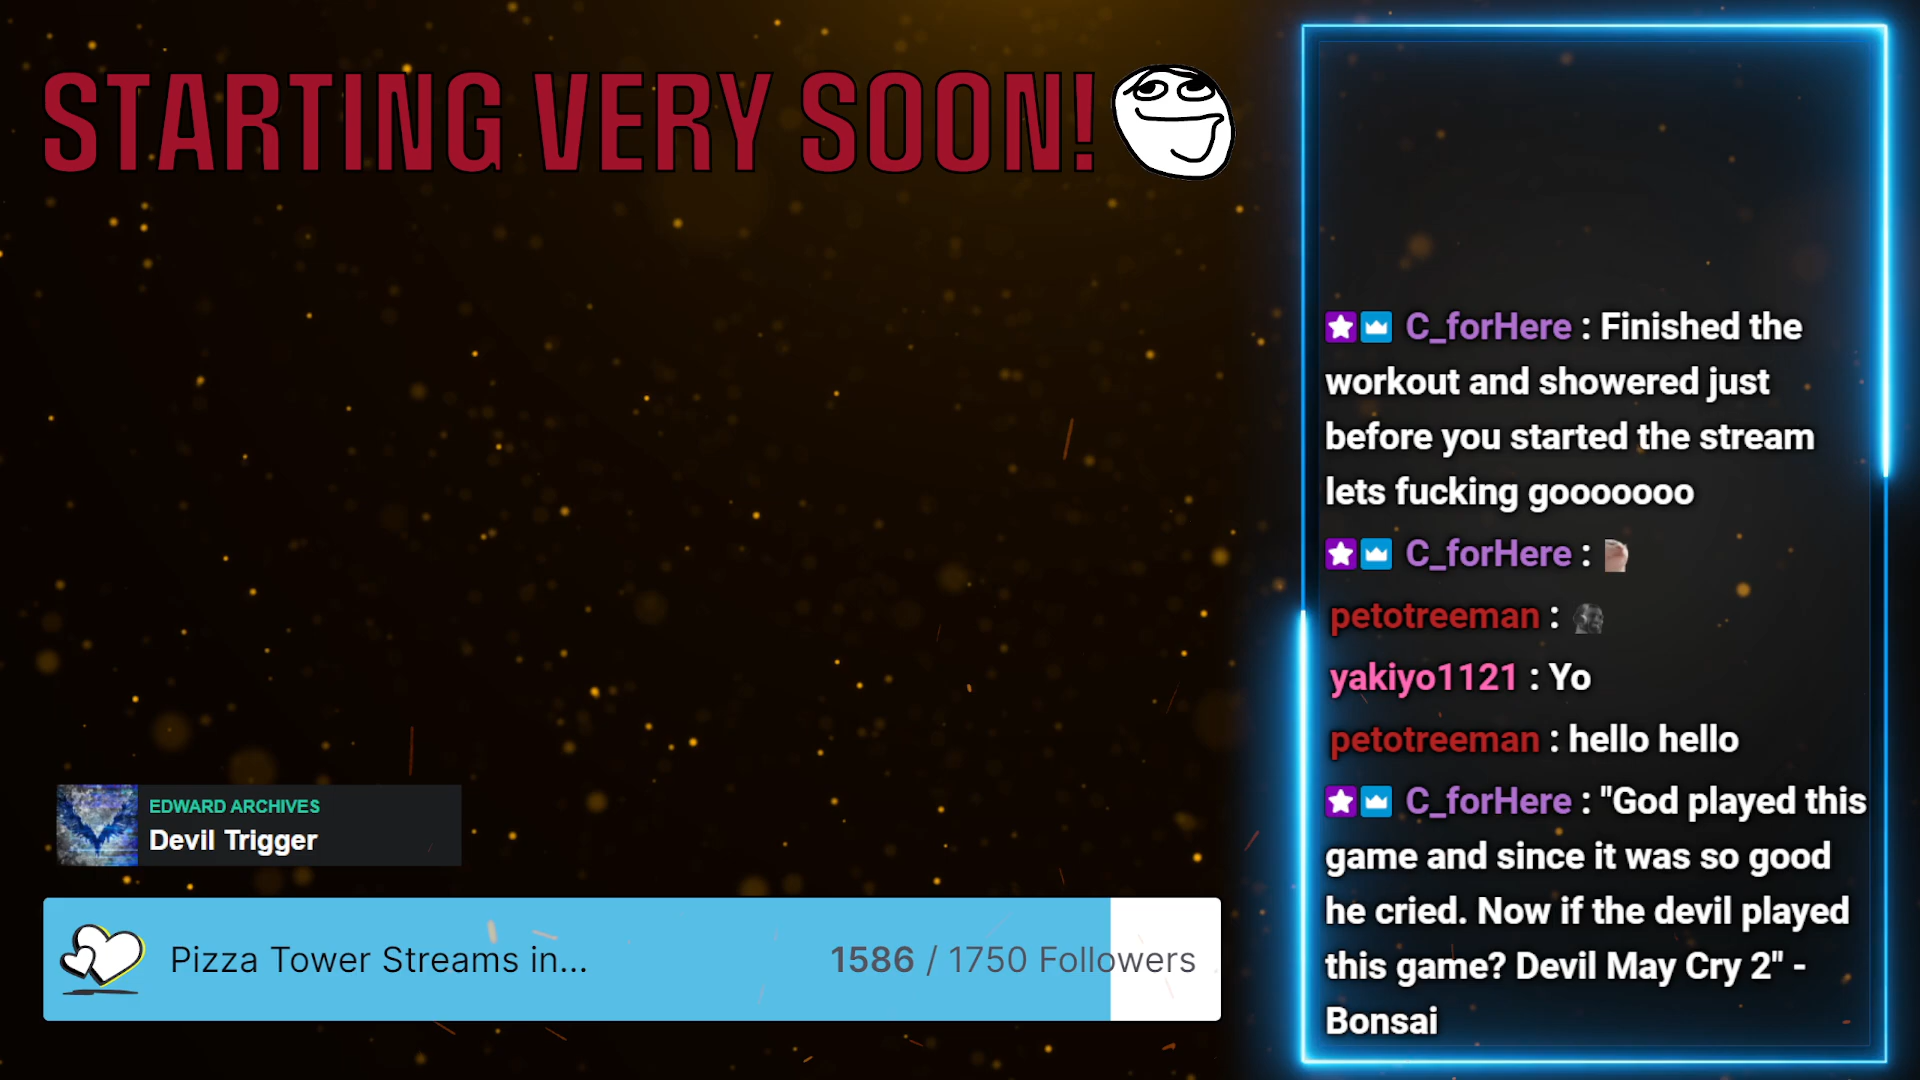 STARTING VERY SOON!
EDWARD ARCHIVES
Devil Trigger
Pizza Tower Streams in...
1586 / 1750 Followers
C_forHere : Finished the
workout and showered just
before you started the stream
lets fucking gooooooo
C_forHere :
petotreeman :
yakiyo1121 : Yo
petotreeman : hello hello
C_forHere : "God played this
game and since it was so good
he cried. Now if the devil played
this game? Devil May Cry 2" -
Bonsai